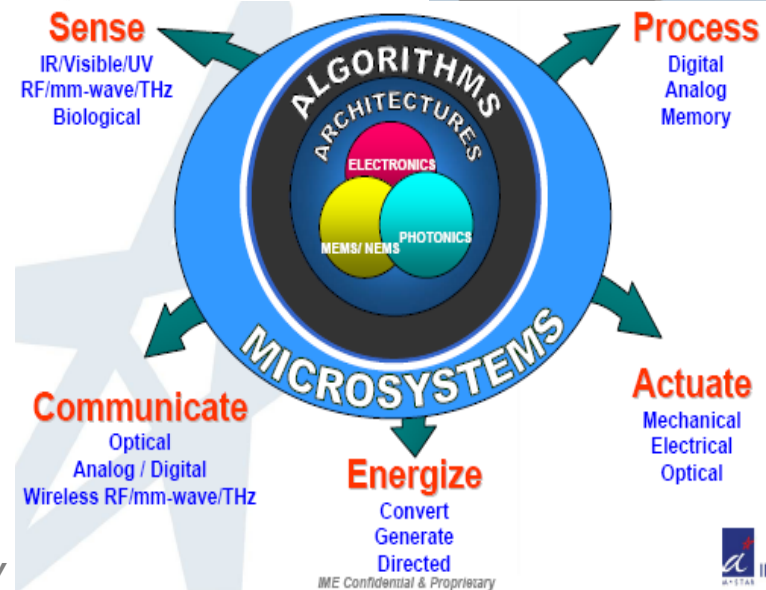 Sense
IR/Visible/UV
RF/mm-wave/THz
Biological
Process
Digital
Analog
Memory
ALGORITHMS
ARCHITECTURES
ELECTRONICS
MEMS/ NEMS
PHOTONICS
MICROSYSTEMS
Communicate
Optical
Analog / Digital
Wireless RF/mm-wave/THz
Energize
Convert
Generate
Directed
Actuate
Mechanical
Electrical
Optical
IME Confidential & Proprietary
A*STAR